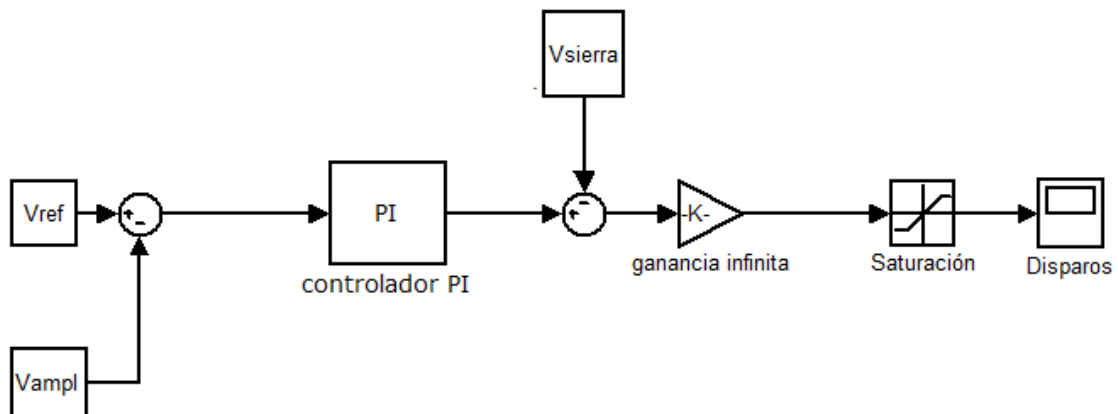 Vsierra
Vref
+
-
PI
+
-
-K-
controlador PI
ganancia infinita
Saturación
Disparos
Vampl